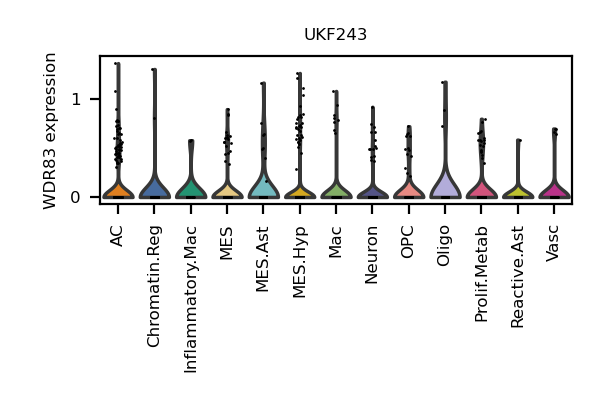 UKF243
WDR83 expression
1
0
AC
Chromatin.Reg
Inflammatory.Mac
MES
MES.Ast
MES.Hyp
Mac
Neuron
OPC
Oligo
Prolif.Metab
Reactive.Ast
Vasc